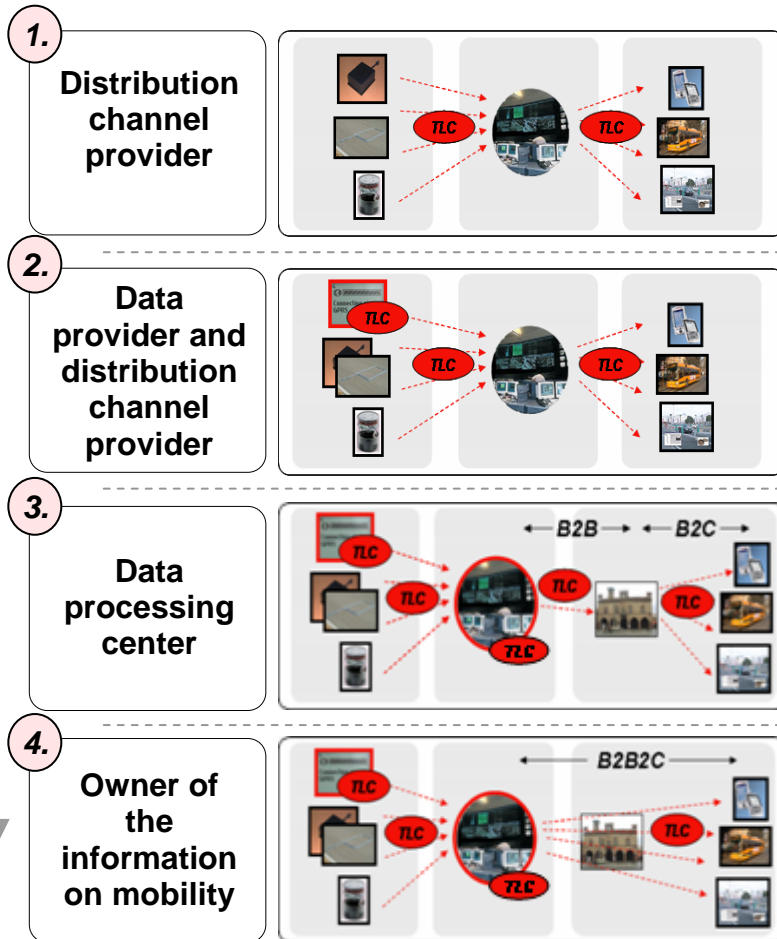 1.
Distribution
channel
provider
TLC
TLC
2.
Data
provider and
distribution
channel
provider
TLC
GPRS
TLC
TLC
3.
Data
processing
center
B2B
B2C
TLC
TLC
TLC
TLC
TLC
4.
Owner of
the
information
on mobility
B2B2C
TLC
TLC
TLC
TLC